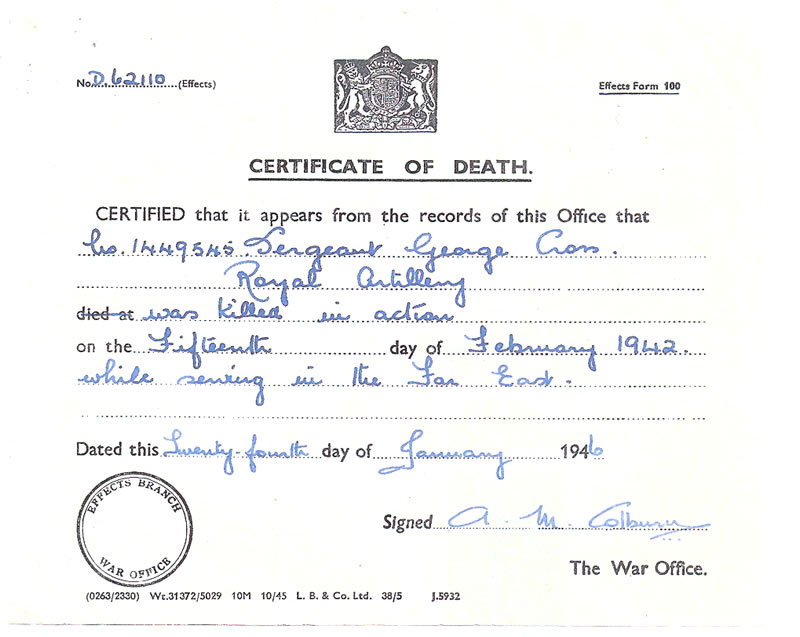 No. D 62110 (Effects)
Effects Form 100
CERTIFICATE OF DEATH.
CERTIFIED that it appears from the records of this Office that
No. 1449545. Sergeant George Cross.
Royal Artillery
died at was killed in action
on the Fifteenth day of February 1942.
while serving in the Far East.
Dated this Twenty-fourth day of January 1946
EFFECTS BRANCH
WAR OFFICE
Signed A. M. Colburn
The War Office.
(0263/2330) Wt.31372/5029 10M 10/45 L. B. & Co. Ltd. 38/5 J.5932